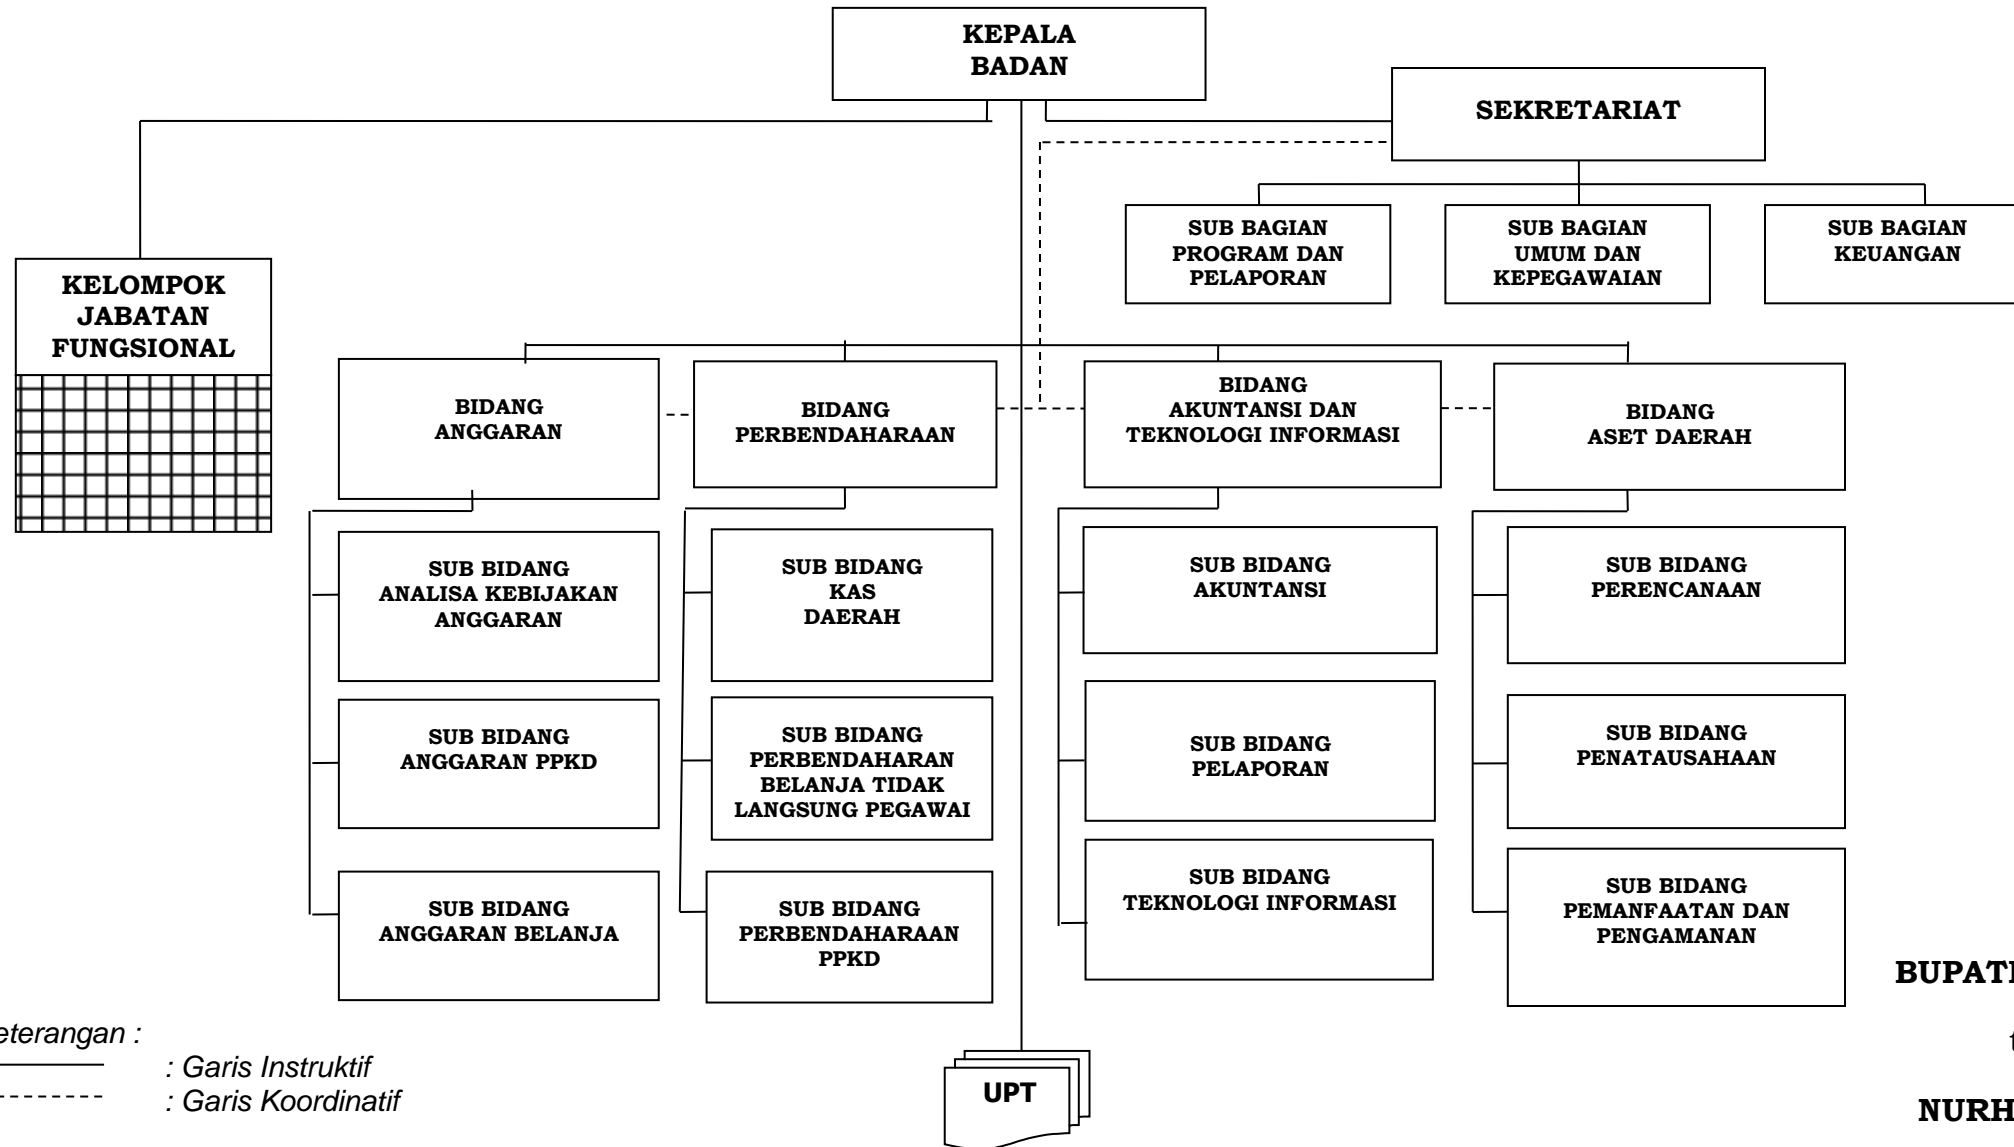 KEPALA
BADAN
SEKRETARIAT
SUB BAGIAN
PROGRAM DAN
PELAPORAN
SUB BAGIAN
UMUM DAN
KEPEGAWAIAN
SUB BAGIAN
KEUANGAN
KELOMPOK
JABATAN
FUNGSIONAL
BIDANG
ANGGARAN
BIDANG
PERBENDAHARAAN
BIDANG
AKUNTANSI DAN
TEKNOLOGI INFORMASI
BIDANG
ASET DAERAH
SUB BIDANG
ANALISA KEBIJAKAN
ANGGARAN
SUB BIDANG
KAS
DAERAH
SUB BIDANG
AKUNTANSI
SUB BIDANG
PERENCANAAN
SUB BIDANG
ANGGARAN PPKD
SUB BIDANG
PERBENDAHARAN
BELANJA TIDAK
LANGSUNG PEGAWAI
SUB BIDANG
PELAPORAN
SUB BIDANG
PENATAUSAHAAN
SUB BIDANG
ANGGARAN BELANJA
SUB BIDANG
PERBENDAHARAAN
PPKD
SUB BIDANG
TEKNOLOGI INFORMASI
SUB BIDANG
PEMANFAATAN DAN
PENGAMANAN
BUPATI
eterangan :
: Garis Instruktif
: Garis Koordinatif
UPT
NURH